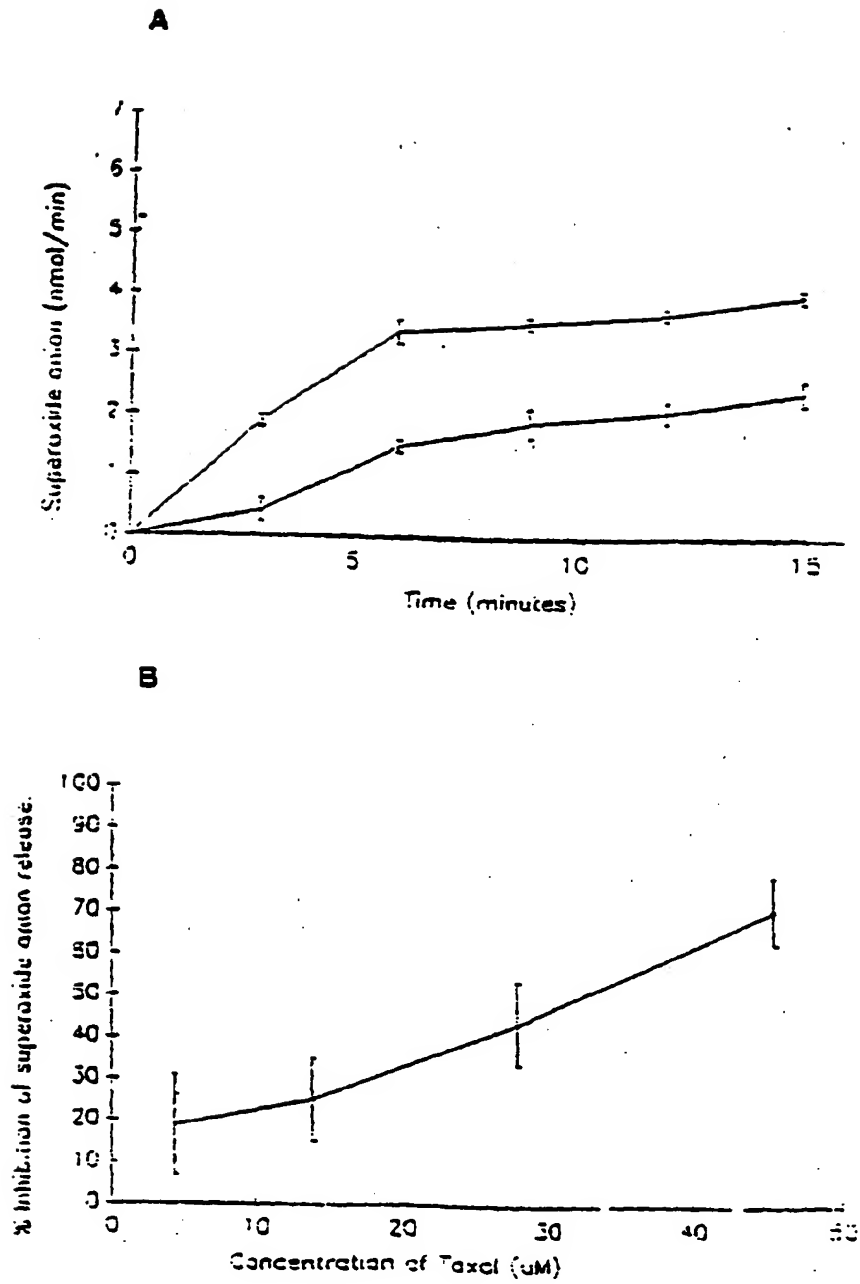 A
7
6
5
4
3
2
1
0
Superoxide anion (nmol/min)
0 5 10 15
Time (minutes)
B
100
90
80
70
60
50
40
30
20
10
0
% Inhibition of superoxide anion release.
0 10 20 30 40 50
Concentration of Taxol (uM)